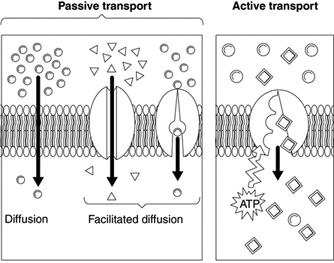 Passive transport
Active transport
Diffusion
Facilitated diffusion
ATP